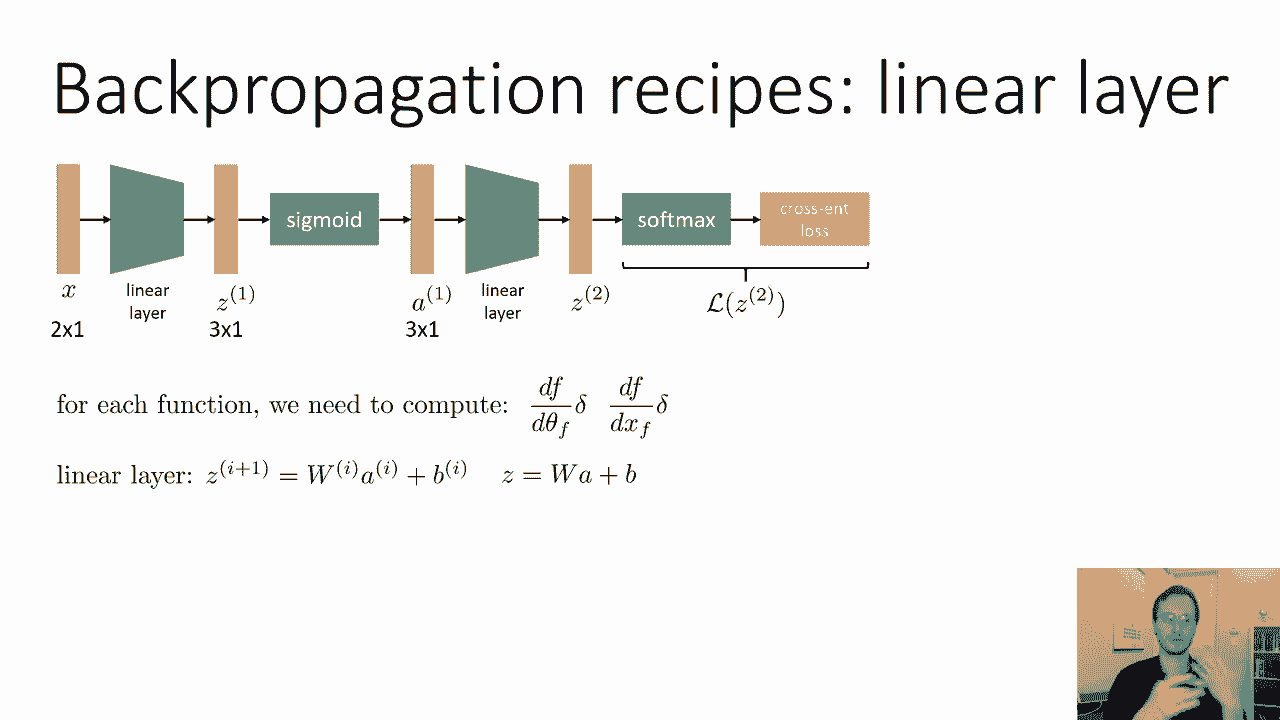 Backpropagation recipes: linear layer
sigmoid
softmax
cross-ent
loss
x
linear
layer
z^{(1)}
a^{(1)}
linear
layer
z^{(2)}
\mathcal{L}(z^{(2)})
2x1
3x1
3x1
for each function, we need to compute: \frac{df}{d\theta_f}\delta \frac{df}{dx_f}\delta
linear layer: z^{(i+1)} = W^{(i)}a^{(i)} + b^{(i)} z = Wa + b